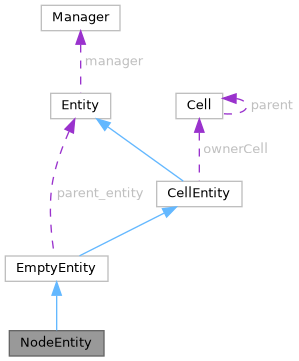 Manager
manager
Entity
Cell
parent
ownerCell
parent_entity
CellEntity
EmptyEntity
NodeEntity